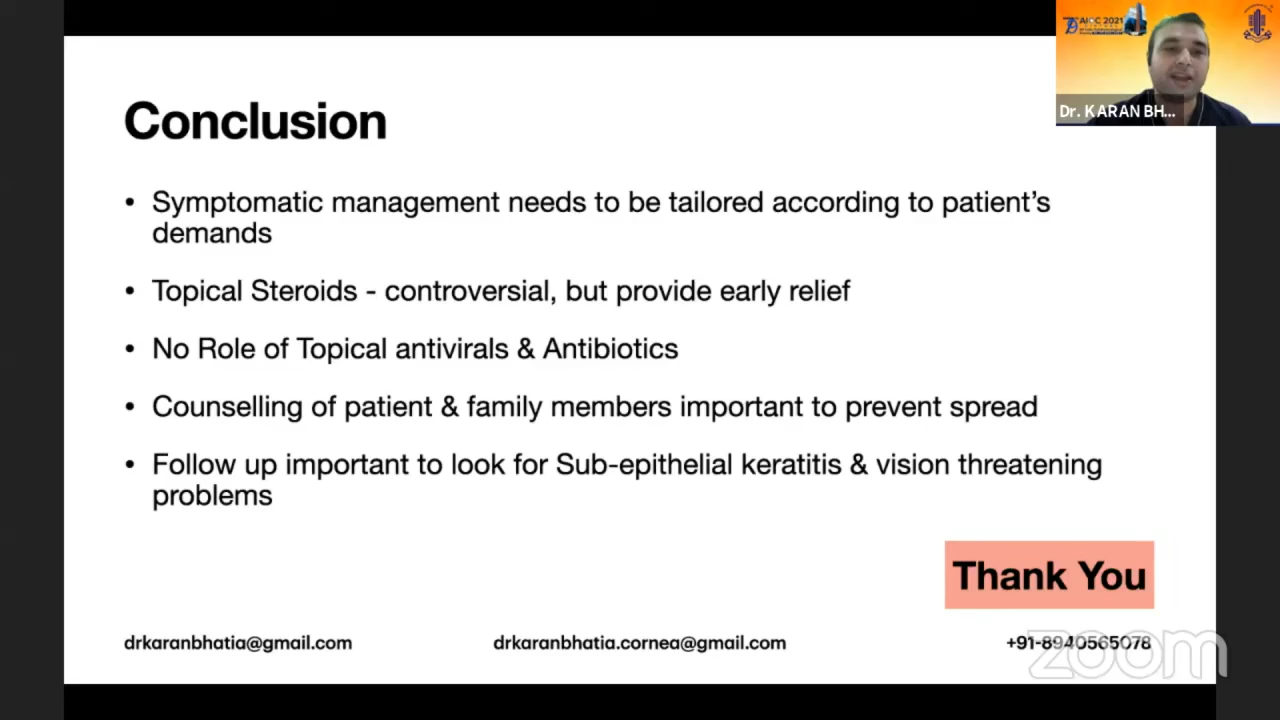 AIOC 2021
Dr. KARAN BH...
Conclusion
• Symptomatic management needs to be tailored according to patient's
demands
• Topical Steroids - controversial, but provide early relief
• No Role of Topical antivirals & Antibiotics
• Counselling of patient & family members important to prevent spread
• Follow up important to look for Sub-epithelial keratitis & vision threatening
problems
Thank You
drkaranbhatia@gmail.com drkaranbhatia.cornea@gmail.com +91-8940565078
zoom